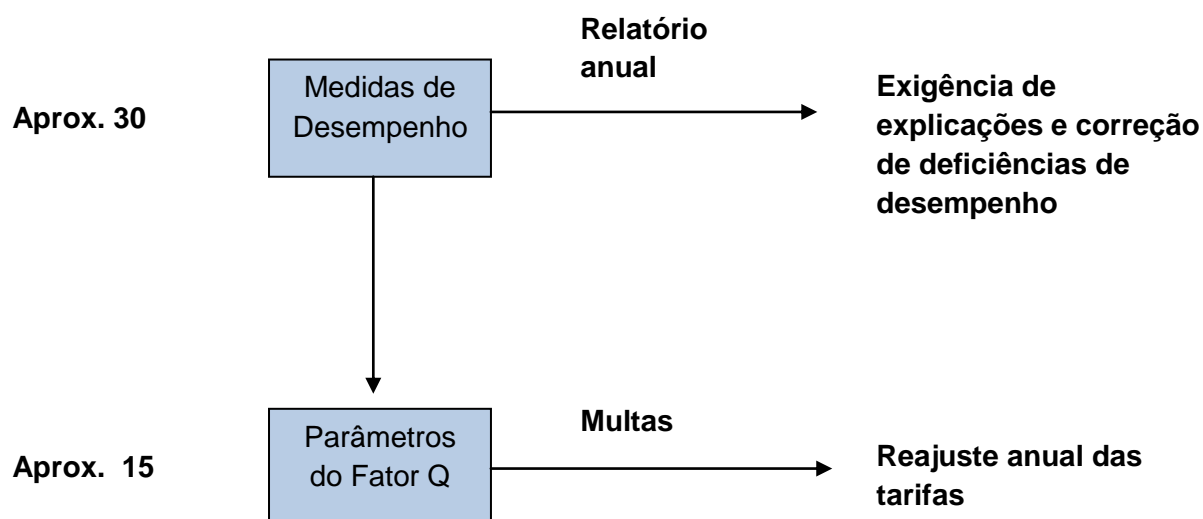 Relatório
anual
Aprox. 30
Medidas de
Desempenho
Exigência de
explicações e correção
de deficiências de
desempenho
Aprox. 15
Parâmetros
do Fator Q
Multas
Reajuste anual das
tarifas